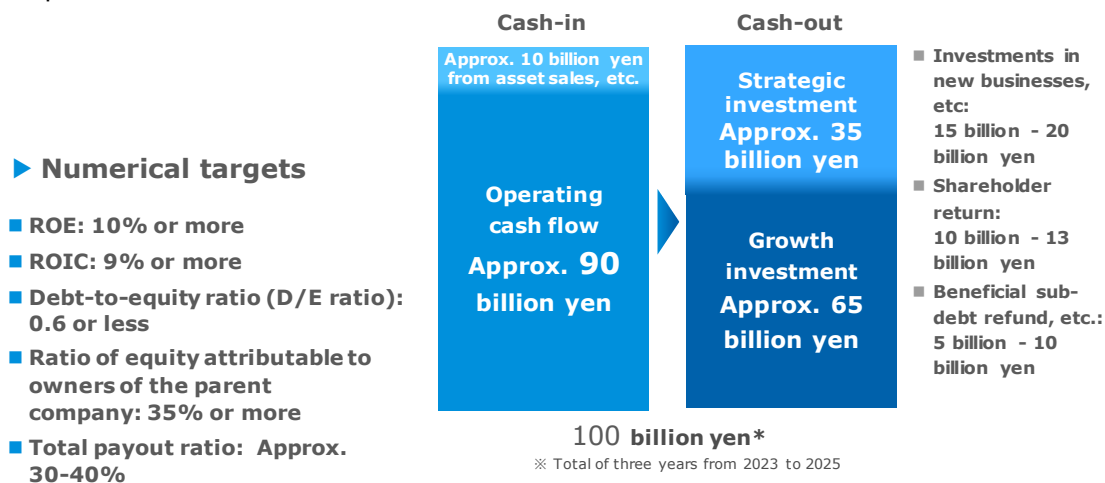 Cash-in
Cash-out
Approx. 10 billion yen
from asset sales, etc.
Operating
cash flow
Approx. 90
billion yen
Strategic
investment
Approx. 35
billion yen
Growth
investment
Approx. 65
billion yen
■ Investments in
new businesses,
etc:
15 billion - 20
billion yen
■ Shareholder
return:
10 billion - 13
billion yen
■ Beneficial sub-
debt refund, etc.:
5 billion - 10
billion yen
▶ Numerical targets
■ ROE: 10% or more
■ ROIC: 9% or more
■ Debt-to-equity ratio (D/E ratio):
0.6 or less
■ Ratio of equity attributable to
owners of the parent
company: 35% or more
■ Total payout ratio: Approx.
30-40%
100 billion yen*
※ Total of three years from 2023 to 2025